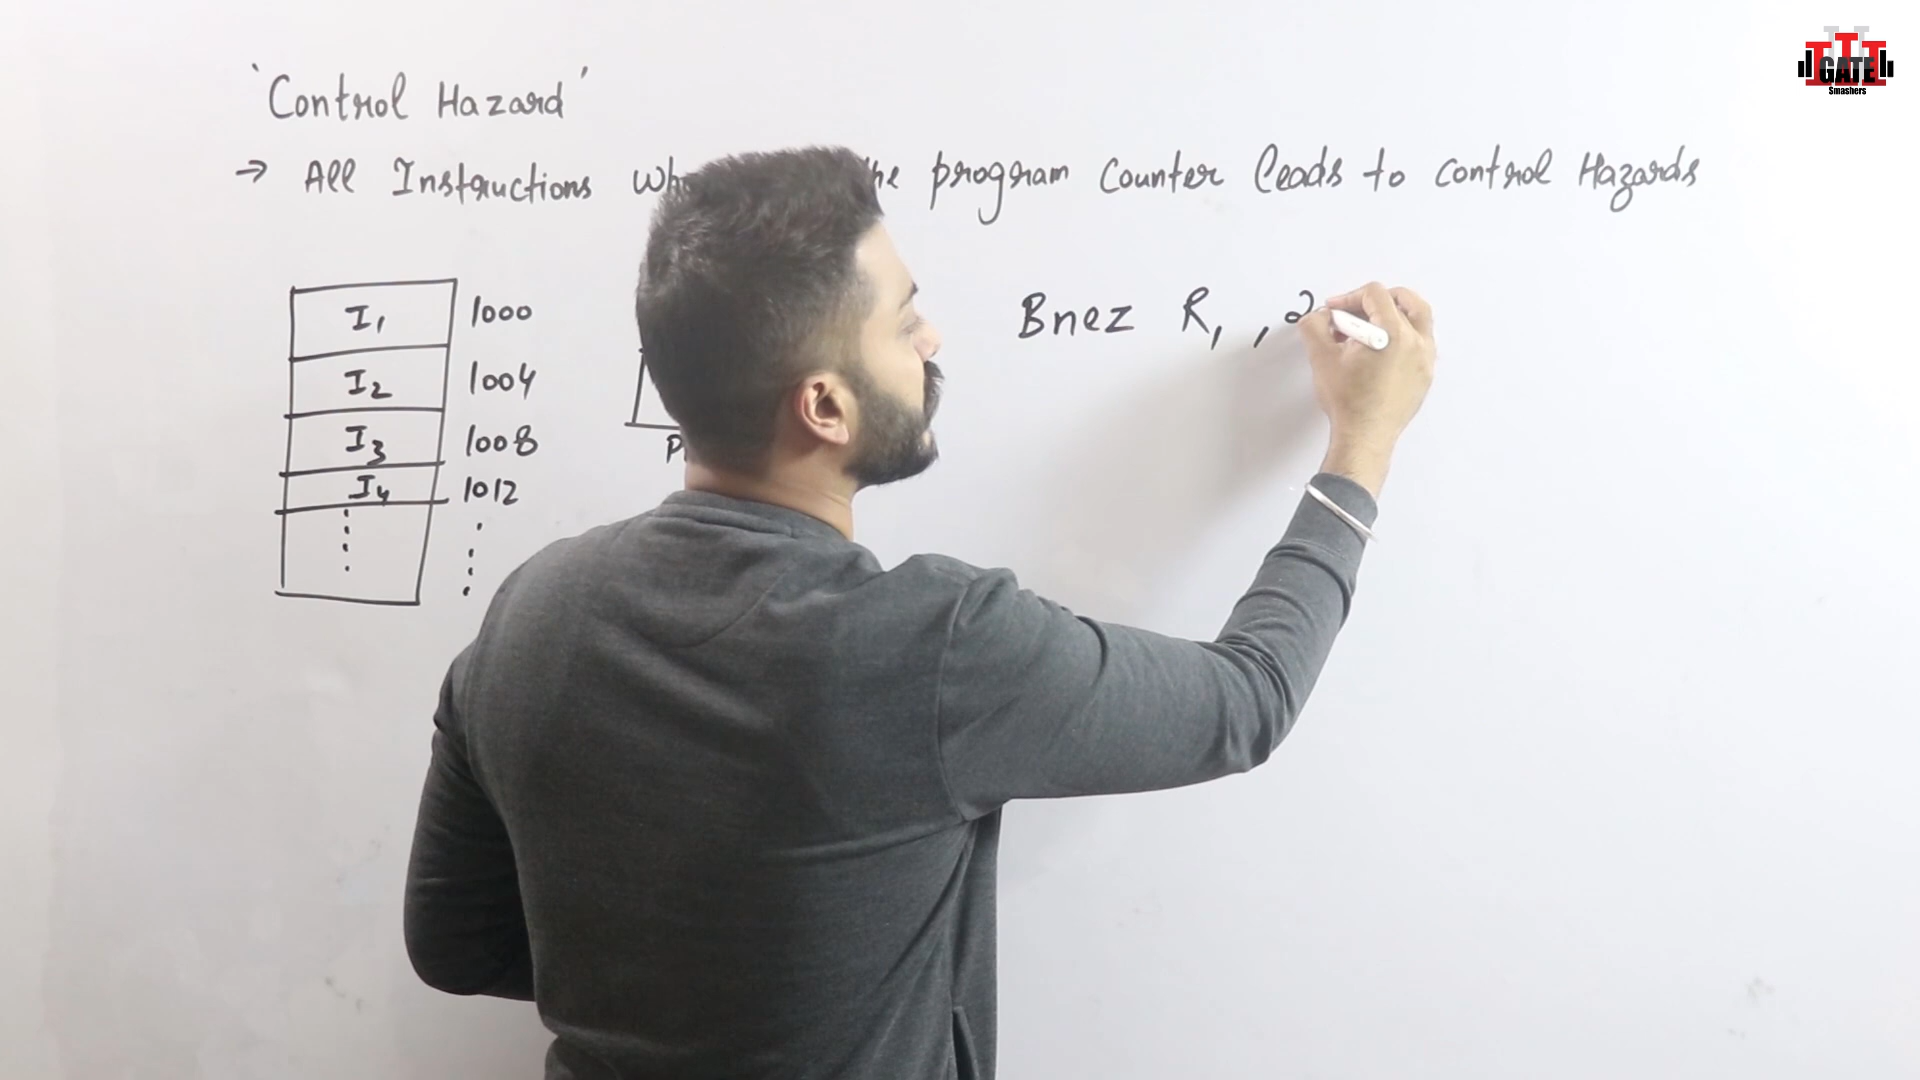 'Control Hazard'
→ All Instructions the program Counter leads to control Hazards
I1 1000
I2 1004
I3 1008
I4 1012
Bnez R1, 2
GATE
Smashers